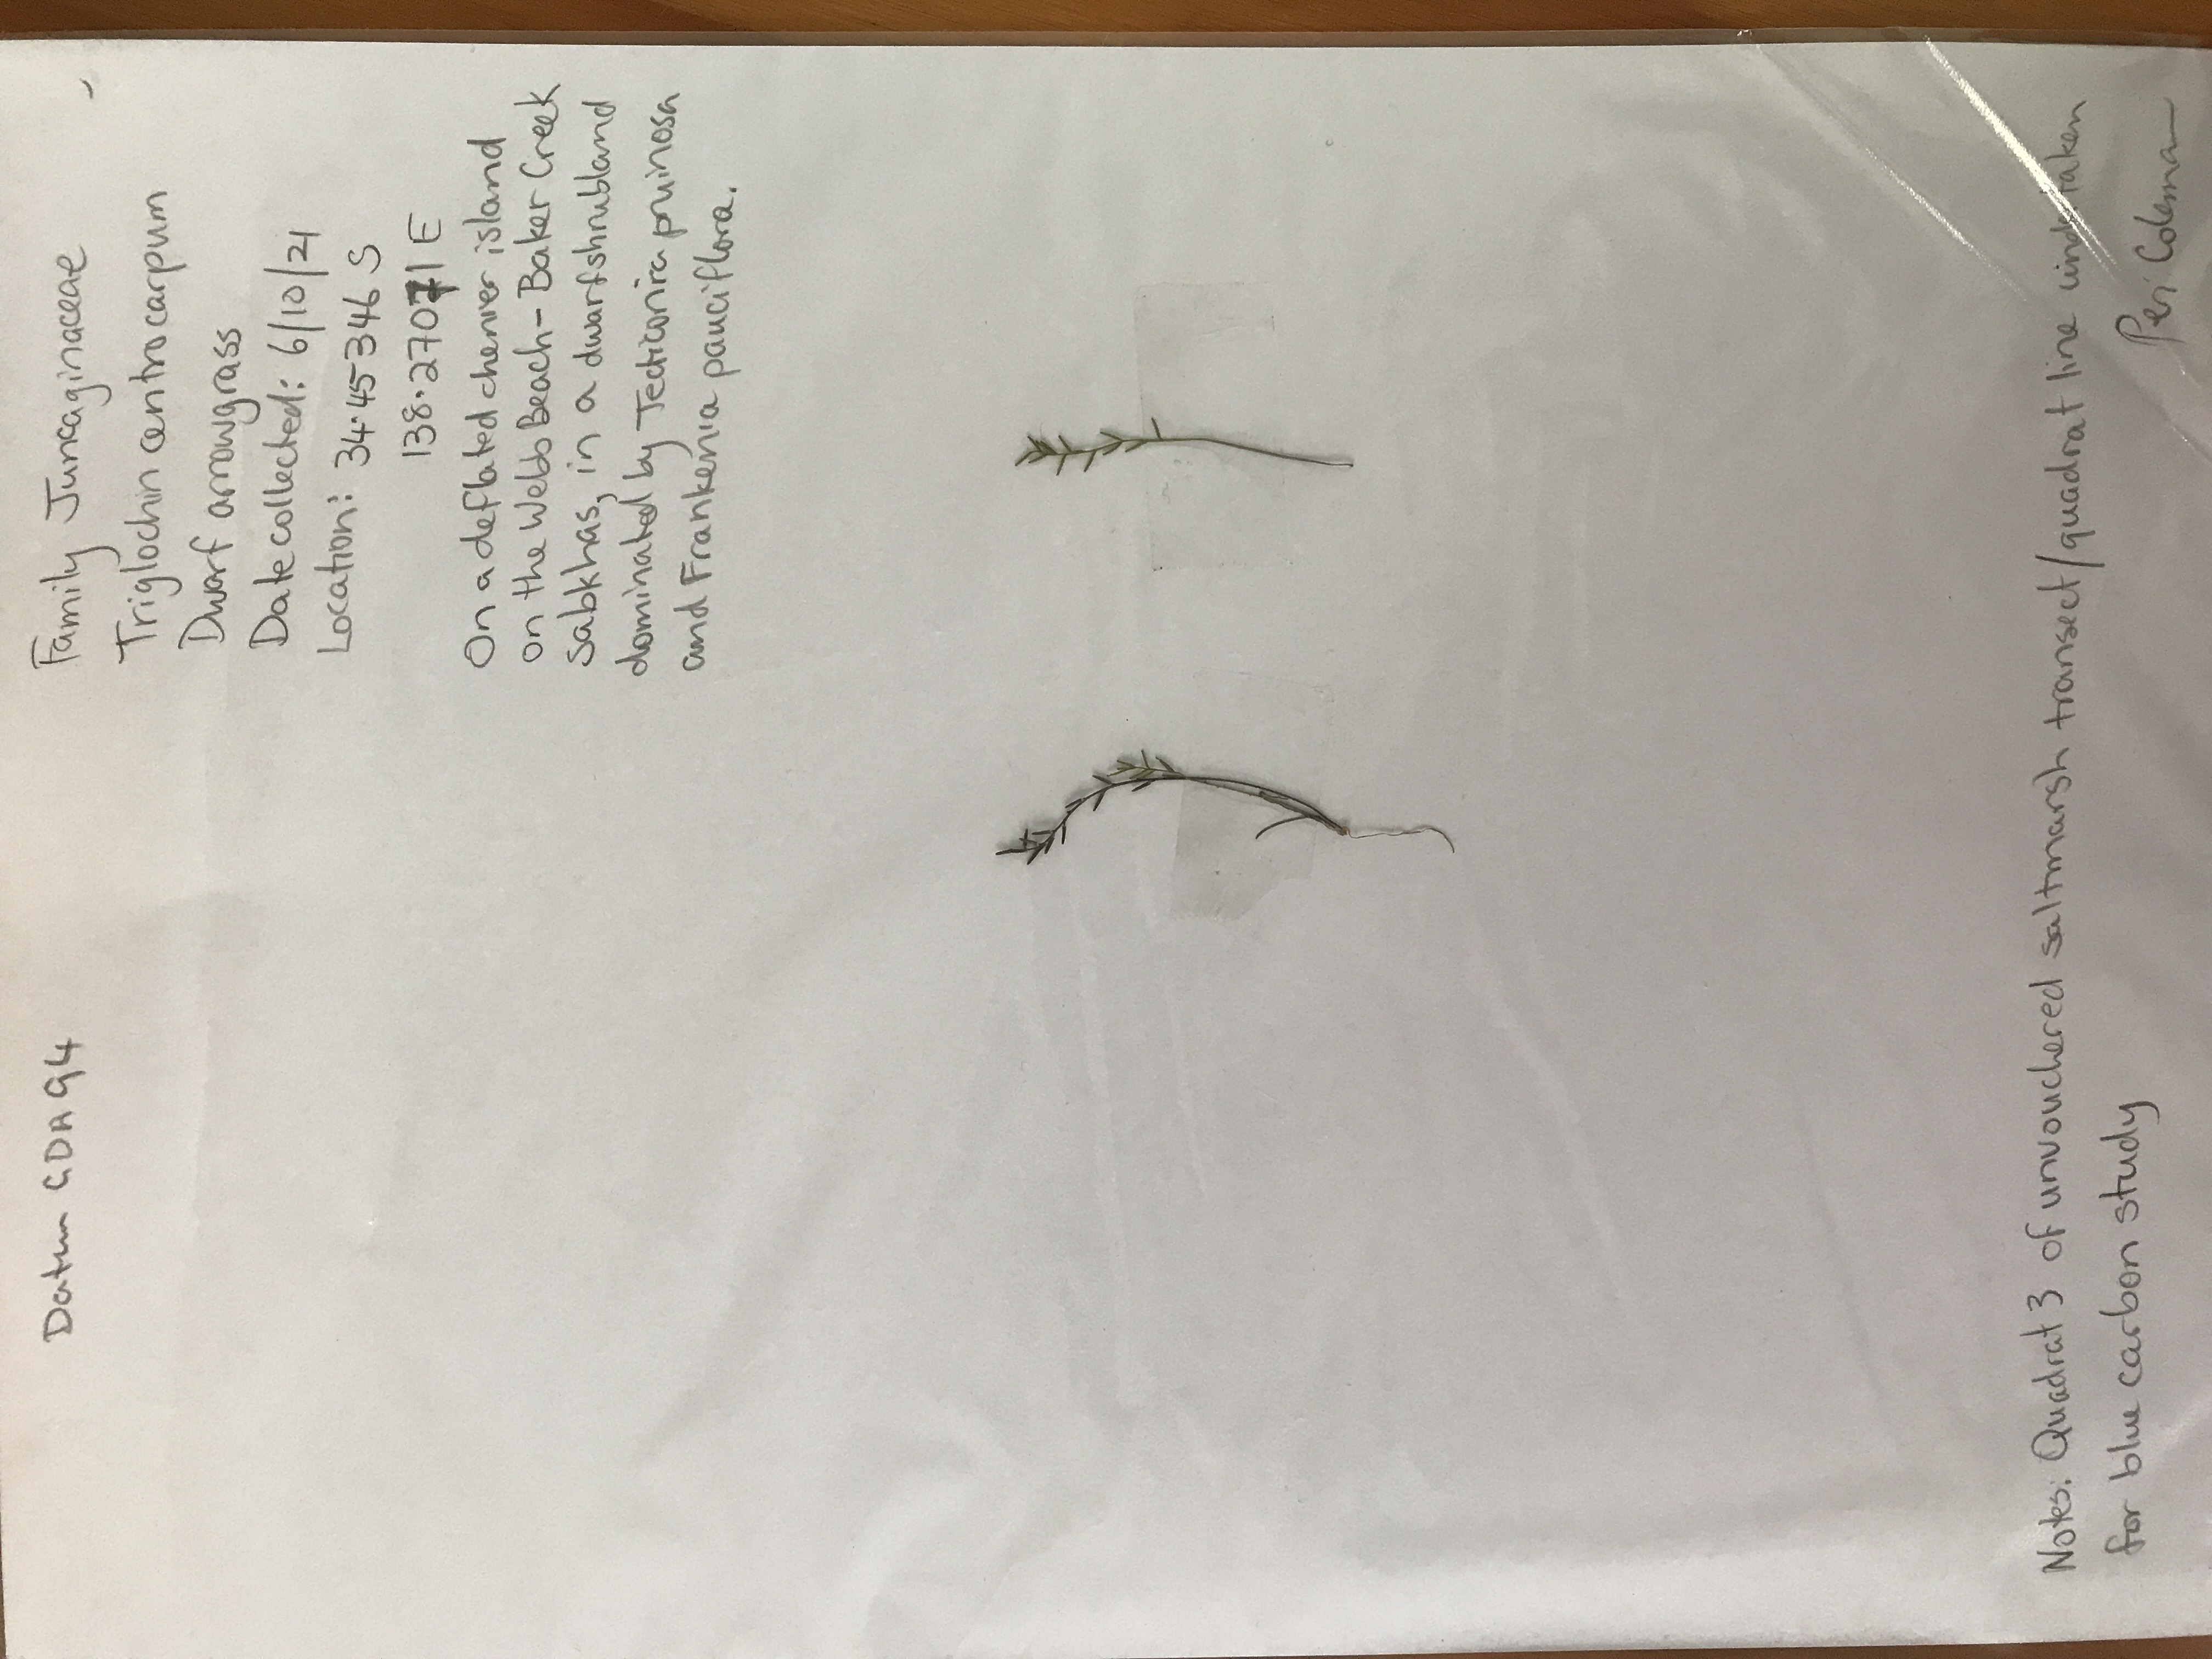 Datum GDA 94
Family Juncaginaceae
Triglochin centrocarpum
Dwarf arrowgrass
Date collected: 6/10/21
Location: 34.45346 S
138.27071 E
On a deflated chenier island
on the Webb Beach - Baker Creek
sabkhas, in a dwarf shrubland
dominated by Tecticornia pruinosa
and Frankenia pauciflora.
Notes: Quadrat 3 of unvouchered saltmarsh transect/quadrat line undertaken
for blue carbon study
Peri Coleman